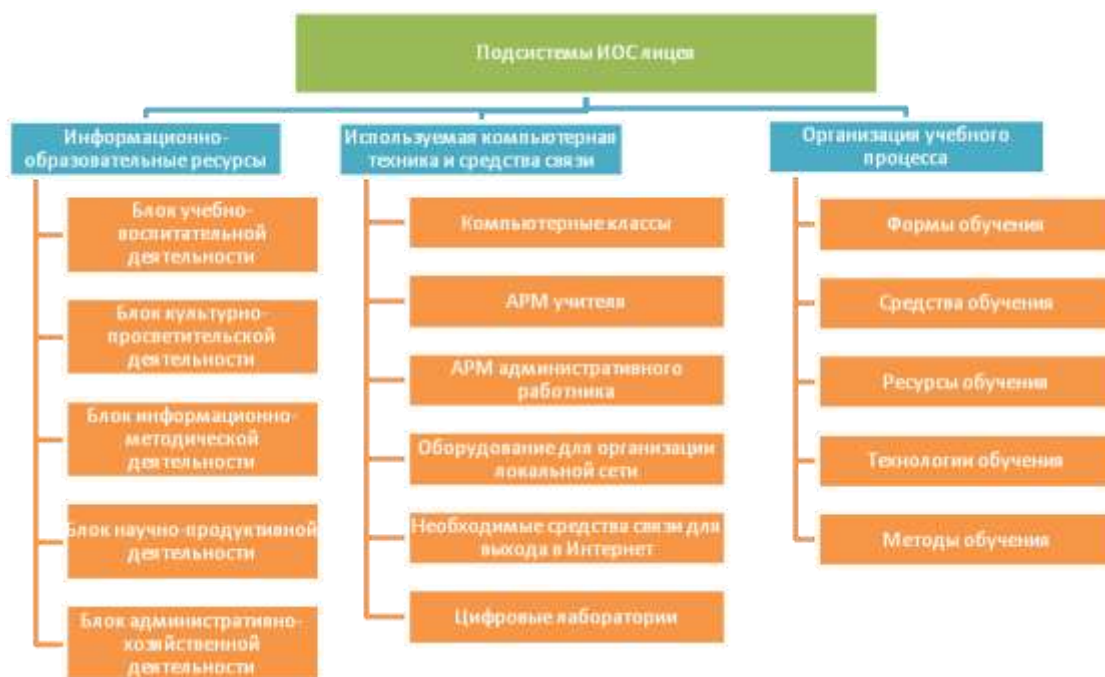 Подсистемы ИОС лицея
Информационно-
образовательные ресурсы
Блок учебно-
воспитательной
деятельности
Блок культурно-
просветительской
деятельности
Блок информационно-
методической
деятельности
Блок научно-продуктивной
деятельности
Блок административно-
хозяйственной
деятельности
Используемая компьютерная
техника и средства связи
Компьютерные классы
АРМ учителя
АРМ административного
работника
Оборудование для организации
локальной сети
Необходимые средства связи для
выхода в Интернет
Цифровые лаборатории
Организация учебного
процесса
Формы обучения
Средства обучения
Ресурсы обучения
Технологии обучения
Методы обучения